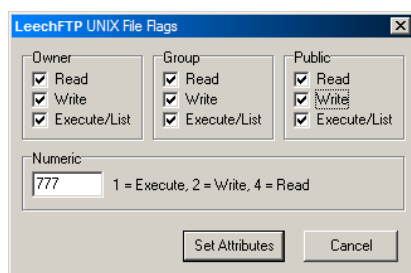 LeechFTP UNIX File Flags
Owner Group Public
Read Read Read
Write Write Write
Execute/List Execute/List Execute/List
Numeric
777 1 = Execute, 2 = Write, 4 = Read
Set Attributes Cancel